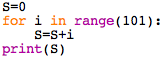 S=0
for i in range(101):
    S=S+i
print(S)